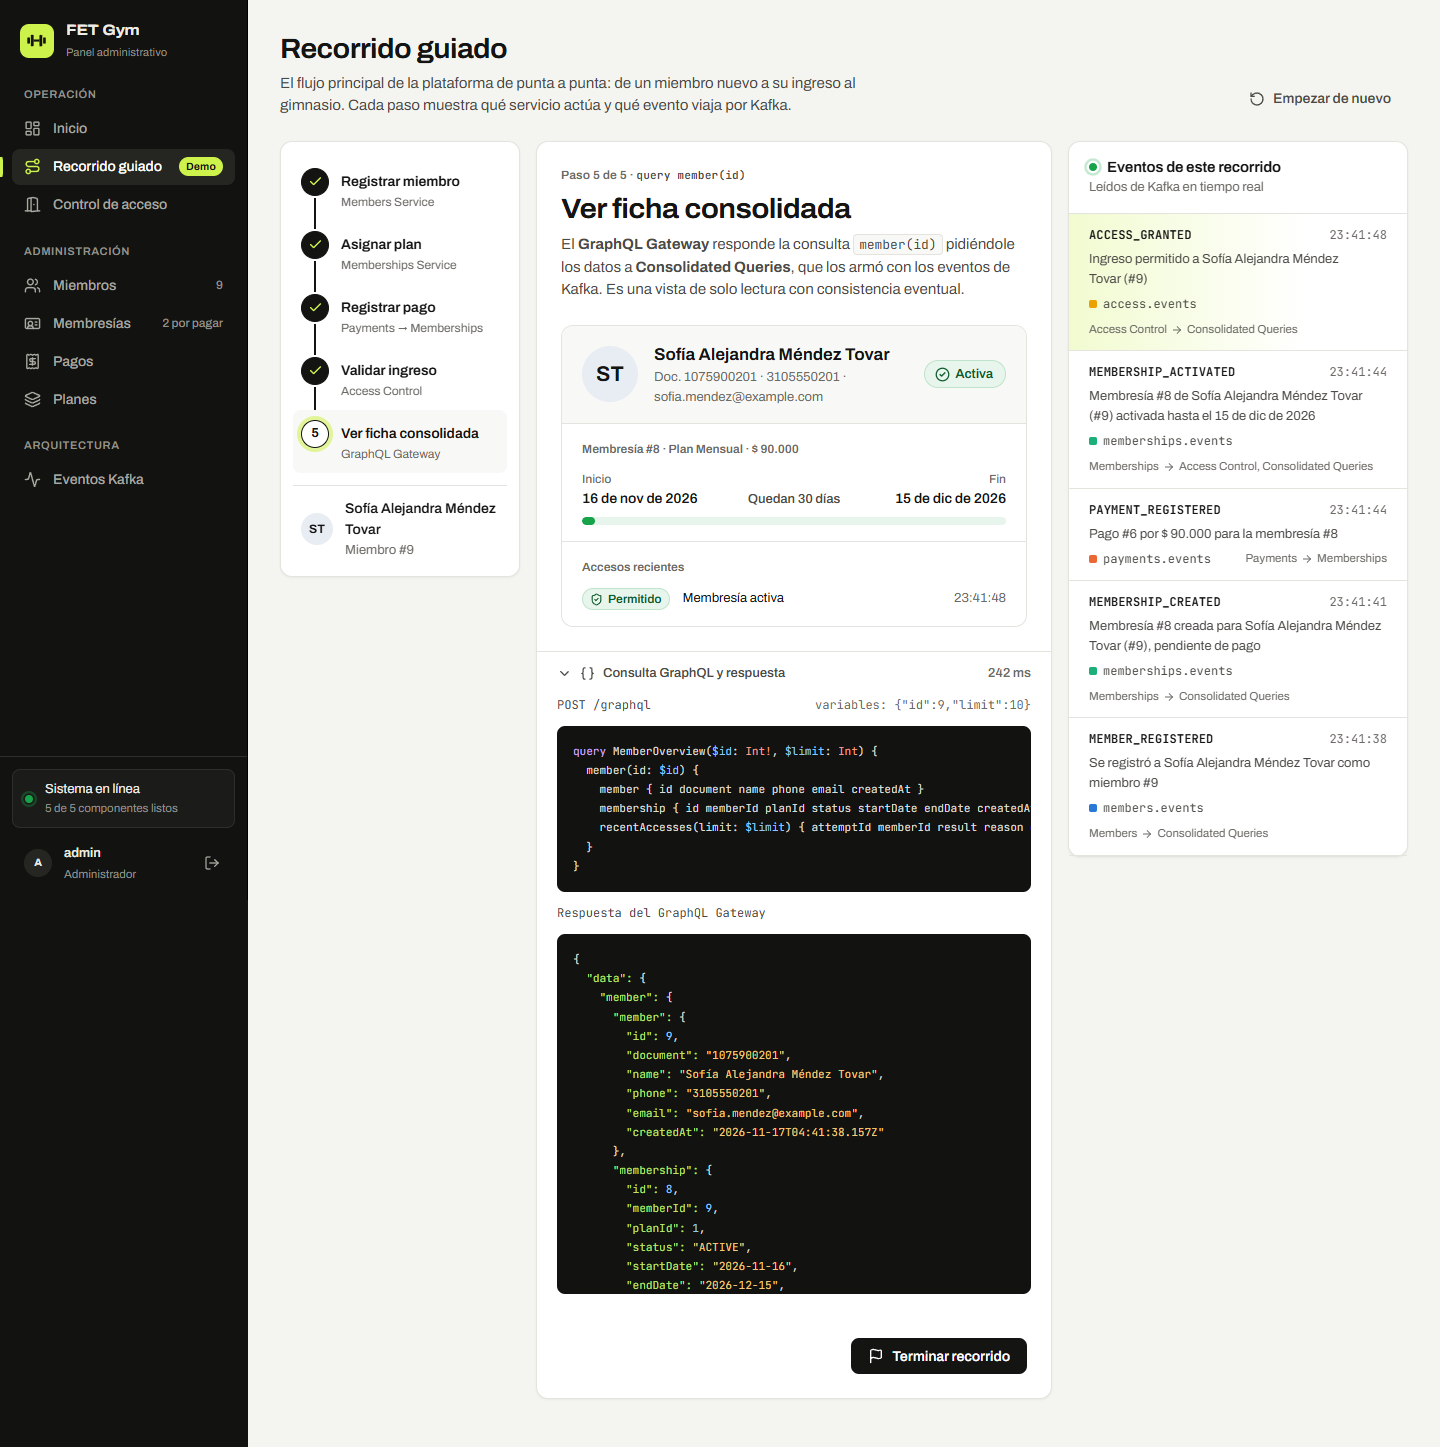 FET Gym
Panel administrativo
OPERACIÓN
Inicio
Recorrido guiado Demo
Control de acceso
ADMINISTRACIÓN
Miembros 9
Membresías 2 por pagar
Pagos
Planes
ARQUITECTURA
Eventos Kafka
Sistema en línea
5 de 5 componentes listos
A admin
Administrador
Recorrido guiado
El flujo principal de la plataforma de punta a punta: de un miembro nuevo a su ingreso al
gimnasio. Cada paso muestra qué servicio actúa y qué evento viaja por Kafka.
Empezar de nuevo
Registrar miembro
Members Service
Asignar plan
Memberships Service
Registrar pago
Payments → Memberships
Validar ingreso
Access Control
5 Ver ficha consolidada
GraphQL Gateway
ST Sofía Alejandra Méndez
Tovar
Miembro #9
Paso 5 de 5 · query member(id)
Ver ficha consolidada
El GraphQL Gateway responde la consulta member(id) pidiéndole
los datos a Consolidated Queries, que los armó con los eventos de
Kafka. Es una vista de solo lectura con consistencia eventual.
ST Sofía Alejandra Méndez Tovar
Doc. 1075900201 · 3105550201 ·
sofia.mendez@example.com
Activa
Membresía #8 · Plan Mensual · $ 90.000
Inicio Fin
16 de nov de 2026 Quedan 30 días 15 de dic de 2026
Accesos recientes
Permitido Membresía activa 23:41:48
{} Consulta GraphQL y respuesta 242 ms
POST /graphql variables: {"id":9,"limit":10}
query MemberOverview($id: Int!, $limit: Int) {
member(id: $id) {
member { id document name phone email createdAt }
membership { id memberId planId status startDate endDate createdA
recentAccesses(limit: $limit) { attemptId memberId result reason
}
}
Respuesta del GraphQL Gateway
{
"data": {
"member": {
"member": {
"id": 9,
"document": "1075900201",
"name": "Sofía Alejandra Méndez Tovar",
"phone": "3105550201",
"email": "sofia.mendez@example.com",
"createdAt": "2026-11-17T04:41:38.157Z"
},
"membership": {
"id": 8,
"memberId": 9,
"planId": 1,
"status": "ACTIVE",
"startDate": "2026-11-16",
"endDate": "2026-12-15",
Terminar recorrido
Eventos de este recorrido
Leídos de Kafka en tiempo real
ACCESS_GRANTED 23:41:48
Ingreso permitido a Sofía Alejandra Méndez
Tovar (#9)
access.events
Access Control → Consolidated Queries
MEMBERSHIP_ACTIVATED 23:41:44
Membresía #8 de Sofía Alejandra Méndez Tovar
(#9) activada hasta el 15 de dic de 2026
memberships.events
Memberships → Access Control, Consolidated Queries
PAYMENT_REGISTERED 23:41:44
Pago #6 por $ 90.000 para la membresía #8
payments.events Payments → Memberships
MEMBERSHIP_CREATED 23:41:41
Membresía #8 creada para Sofía Alejandra Méndez
Tovar (#9), pendiente de pago
memberships.events
Memberships → Consolidated Queries
MEMBER_REGISTERED 23:41:38
Se registró a Sofía Alejandra Méndez Tovar como
miembro #9
members.events
Members → Consolidated Queries